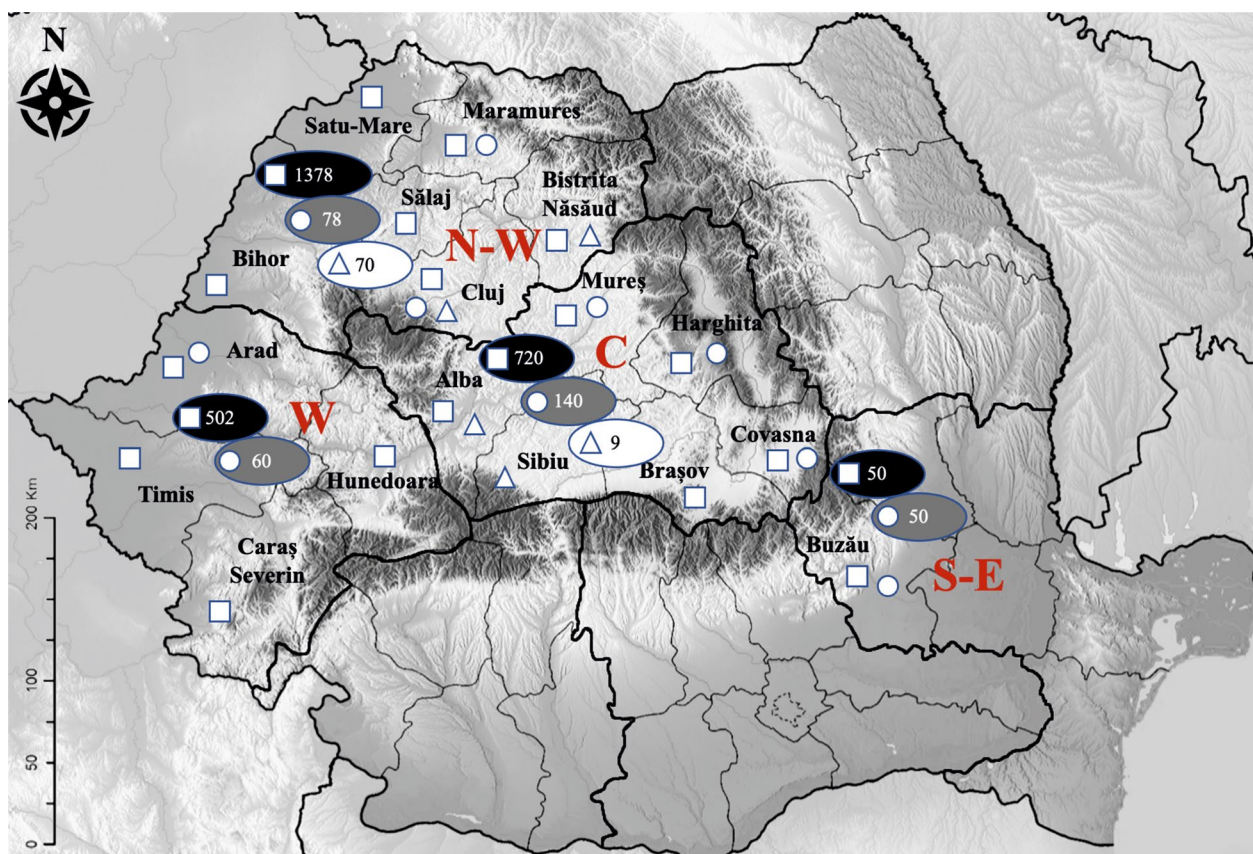 N
Maramures
Satu-Mare
1378
Bistrita
Năsăud
Sălaj
78
N-W
Bihor
70
Mureș
Cluj
Harghita
Arad
720
C
Alba
140
502
W
Covasna
9
60
Sibiu
Brașov
50
Timis
Hunedoara
200 Km
50
Caraș
Severin
Buzău
S-E
100
50
0